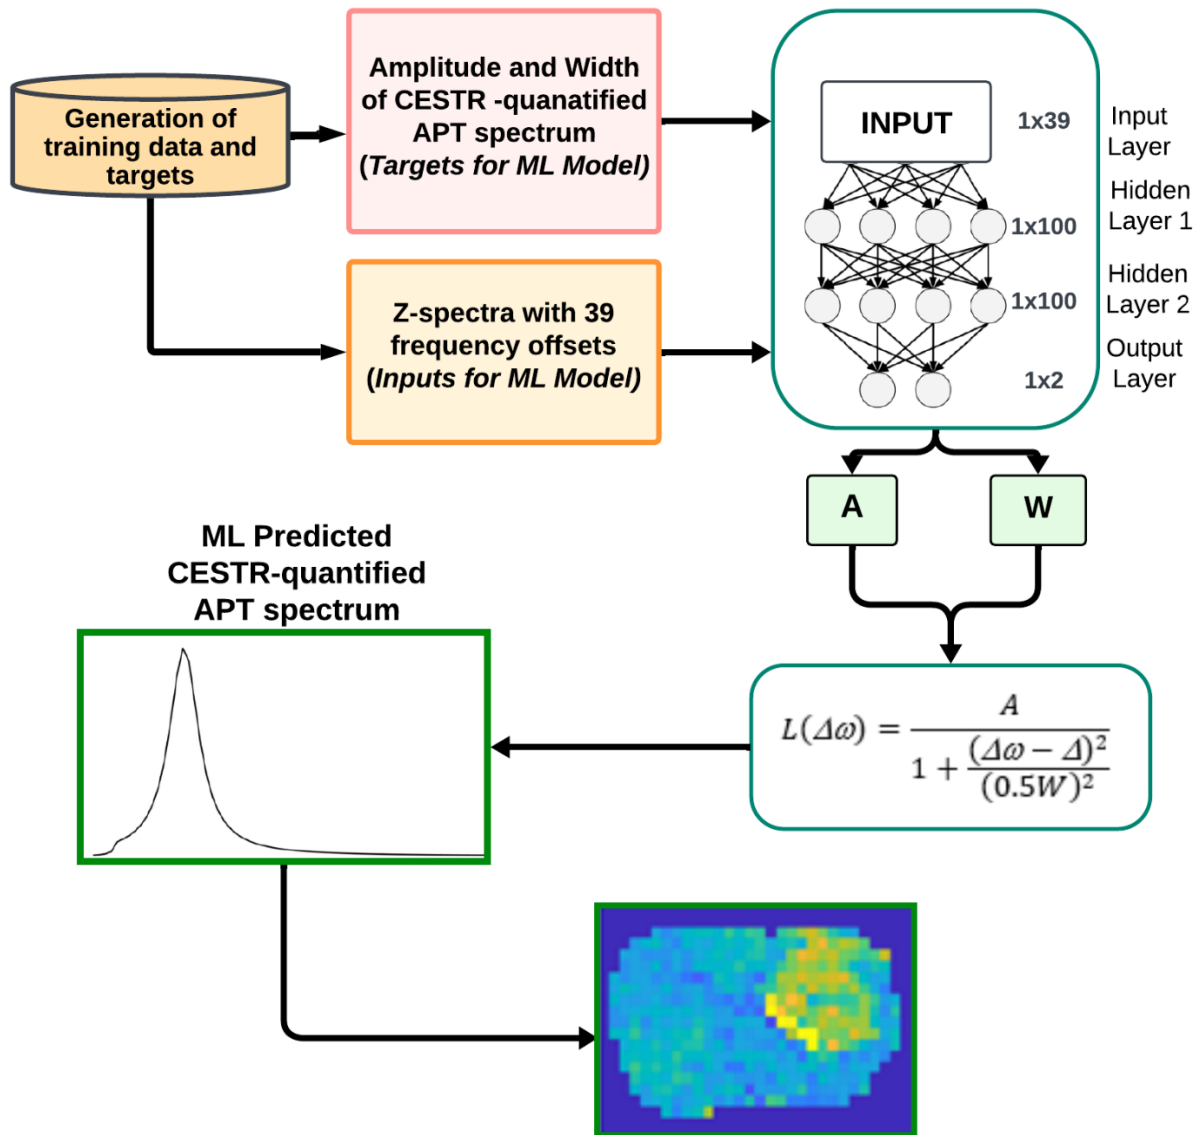 Generation of
training data and
targets
Amplitude and Width
of CESTR -quanatified
APT spectrum
(Targets for ML Model)
Z-spectra with 39
frequency offsets
(Inputs for ML Model)
INPUT
1x39
Input
Layer
1x100
Hidden
Layer 1
1x100
Hidden
Layer 2
1x2
Output
Layer
A
W
L(Δω) = A / (1 + (Δω − Δ)² / (0.5W)²)
ML Predicted
CESTR-quantified
APT spectrum